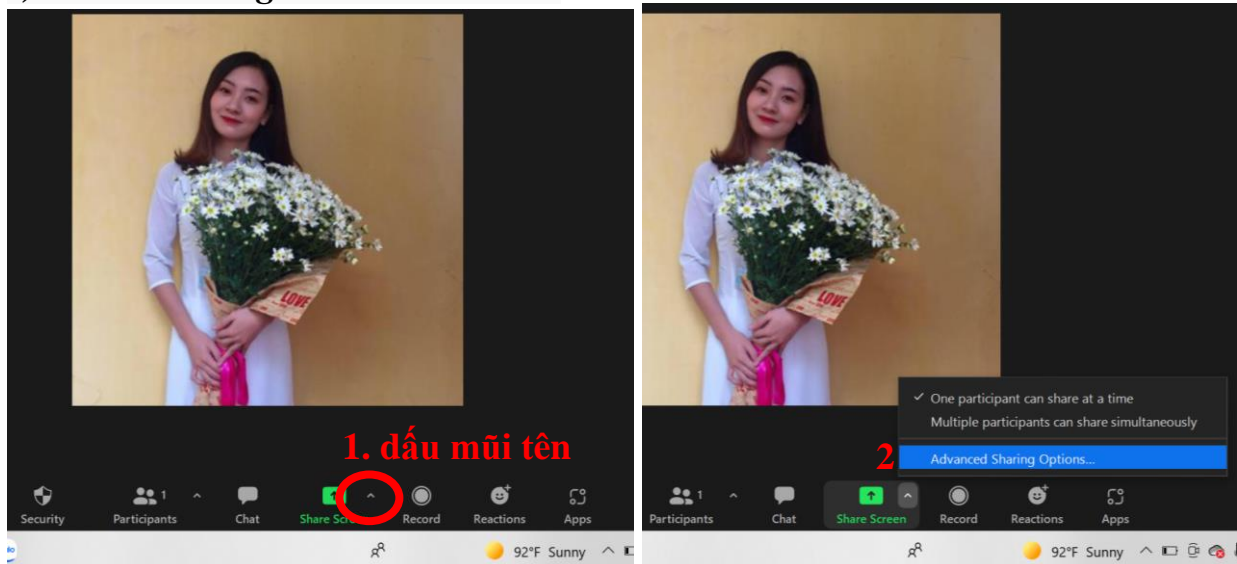 LOVE
1. dấu mũi tên
1
Security
Participants
Chat
Share Scr
Record
Reactions
Apps
92°F Sunny
LOVE
One participant can share at a time
Multiple participants can share simultaneously
2
Advanced Sharing Options...
1
Participants
Chat
Share Screen
Record
Reactions
Apps
92°F Sunny